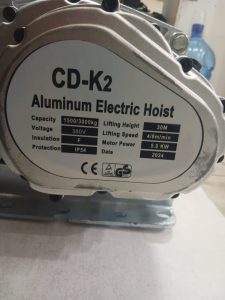 CD-K2
Aluminum Electric Hoist
Capacity 1500/3000kg Lifting Height 30M
Voltage 380V Lifting Speed 4/8m/min
Insulation F Motor Power
Protection IP54 Date 2024
CE GS